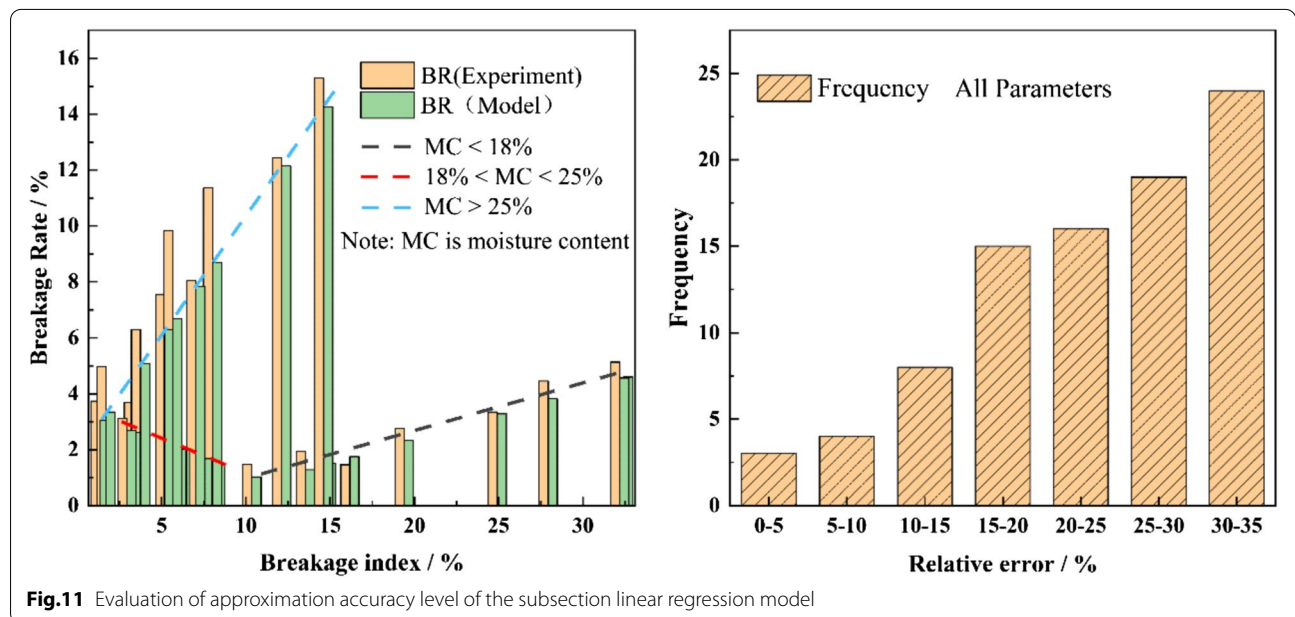 16
14
12
10
8
6
4
2
0
Breakage Rate / %
BR(Experiment)
BR（Model）
MC < 18%
18% < MC < 25%
MC > 25%
Note: MC is moisture content
5 10 15 20 25 30
Breakage index / %
25
20
15
10
5
0
Frequency
Frequency All Parameters
0-5 5-10 10-15 15-20 20-25 25-30 30-35
Relative error / %
Fig.11 Evaluation of approximation accuracy level of the subsection linear regression model